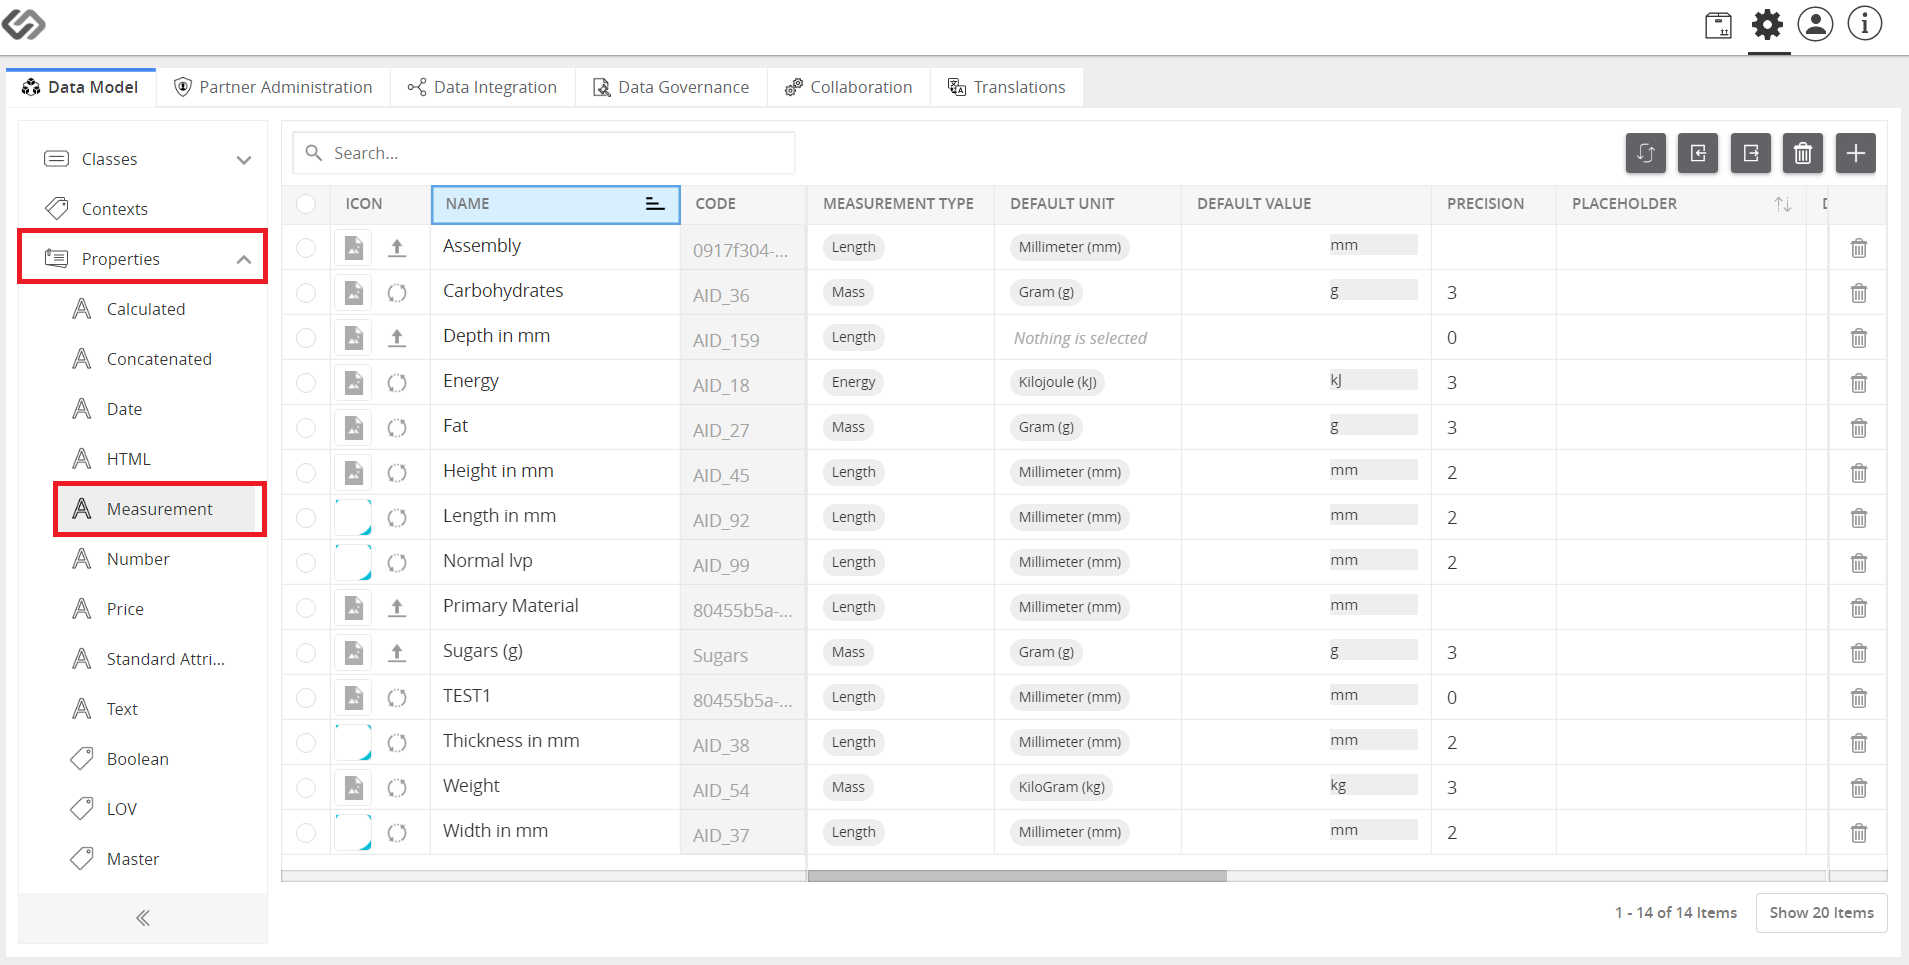 Data Model Partner Administration Data Integration Data Governance Collaboration Translations
Classes
Contexts
Properties
Calculated
Concatenated
Date
HTML
Measurement
Number
Price
Standard Attri...
Text
Boolean
LOV
Master
Search...
ICON NAME CODE MEASUREMENT TYPE DEFAULT UNIT DEFAULT VALUE PRECISION PLACEHOLDER
Assembly 0917f304-... Length Millimeter (mm) mm
Carbohydrates AID_36 Mass Gram (g) g 3
Depth in mm AID_159 Length Nothing is selected 0
Energy AID_18 Energy Kilojoule (kJ) kJ 3
Fat AID_27 Mass Gram (g) g 3
Height in mm AID_45 Length Millimeter (mm) mm 2
Length in mm AID_92 Length Millimeter (mm) mm 2
Normal lvp AID_99 Length Millimeter (mm) mm 2
Primary Material 80455b5a-... Length Millimeter (mm) mm
Sugars (g) Sugars Mass Gram (g) g 3
TEST1 80455b5a-... Length Millimeter (mm) mm 0
Thickness in mm AID_38 Length Millimeter (mm) mm 2
Weight AID_54 Mass KiloGram (kg) kg 3
Width in mm AID_37 Length Millimeter (mm) mm 2
1 - 14 of 14 Items Show 20 Items